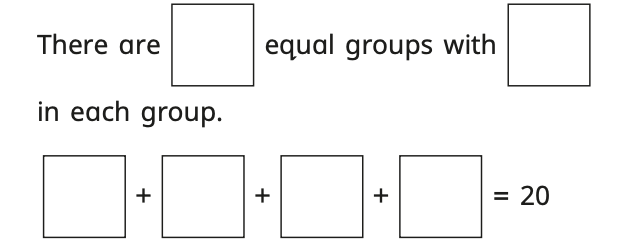 There are equal groups with
in each group.
+ + + = 20